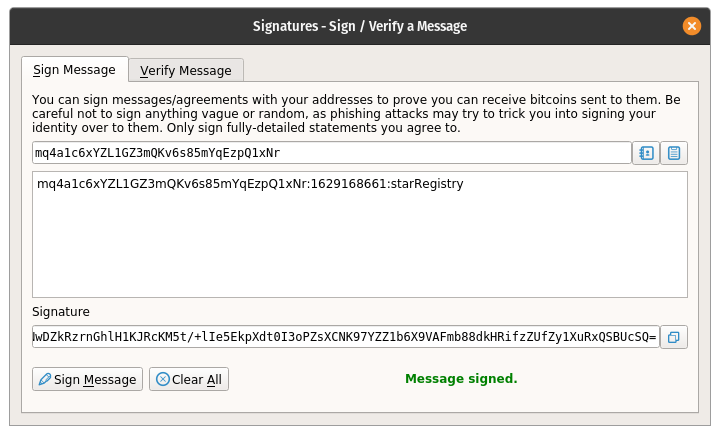 Signatures - Sign / Verify a Message
Sign Message
Verify Message
You can sign messages/agreements with your addresses to prove you can receive bitcoins sent to them. Be
careful not to sign anything vague or random, as phishing attacks may try to trick you into signing your
identity over to them. Only sign fully-detailed statements you agree to.
mq4a1c6xYZL1GZ3mQKv6s85mYqEzpQ1xNr
mq4a1c6xYZL1GZ3mQKv6s85mYqEzpQ1xNr:1629168661:starRegistry
Signature
wDZkRzrnGhlH1KJRcKM5t/+lIe5EkpXdt0I3oPZsXCNK97YZZ1b6X9VAFmb88dkHRifzZUfZy1XuRxQSBUcSQ=
Sign Message
Clear All
Message signed.